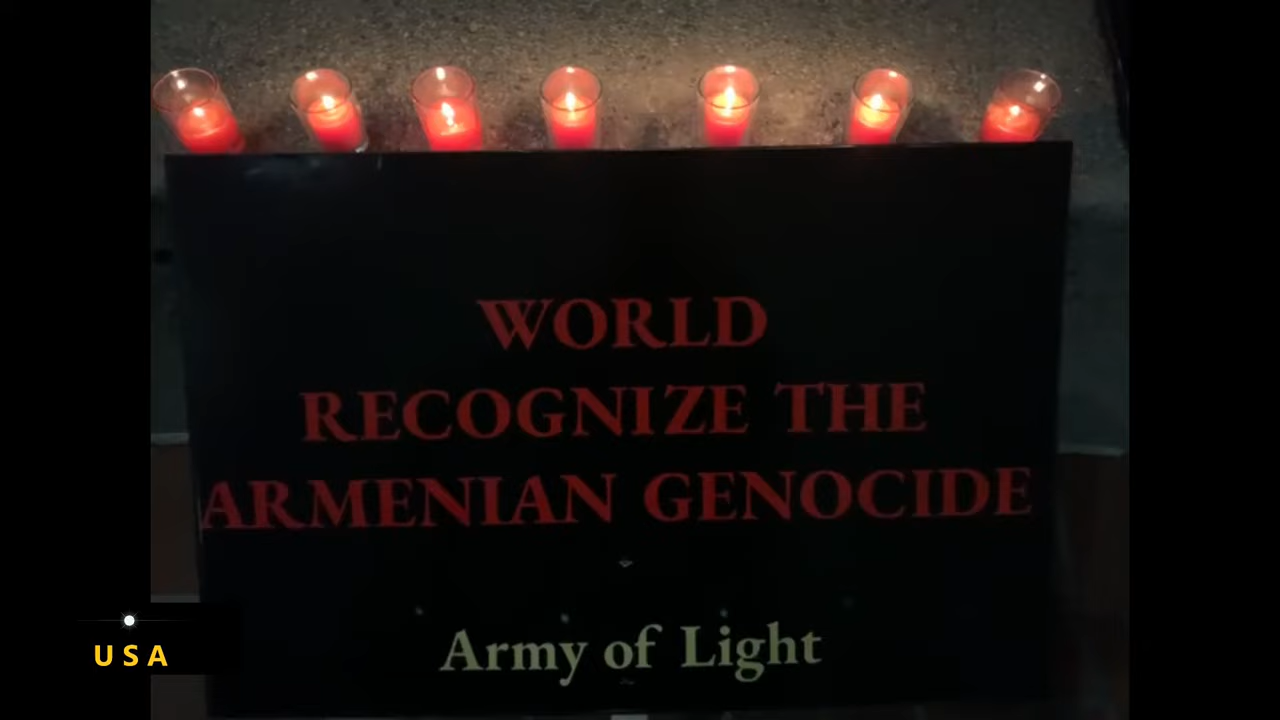 WORLD
RECOGNIZE THE
ARMENIAN GENOCIDE
Army of Light
USA